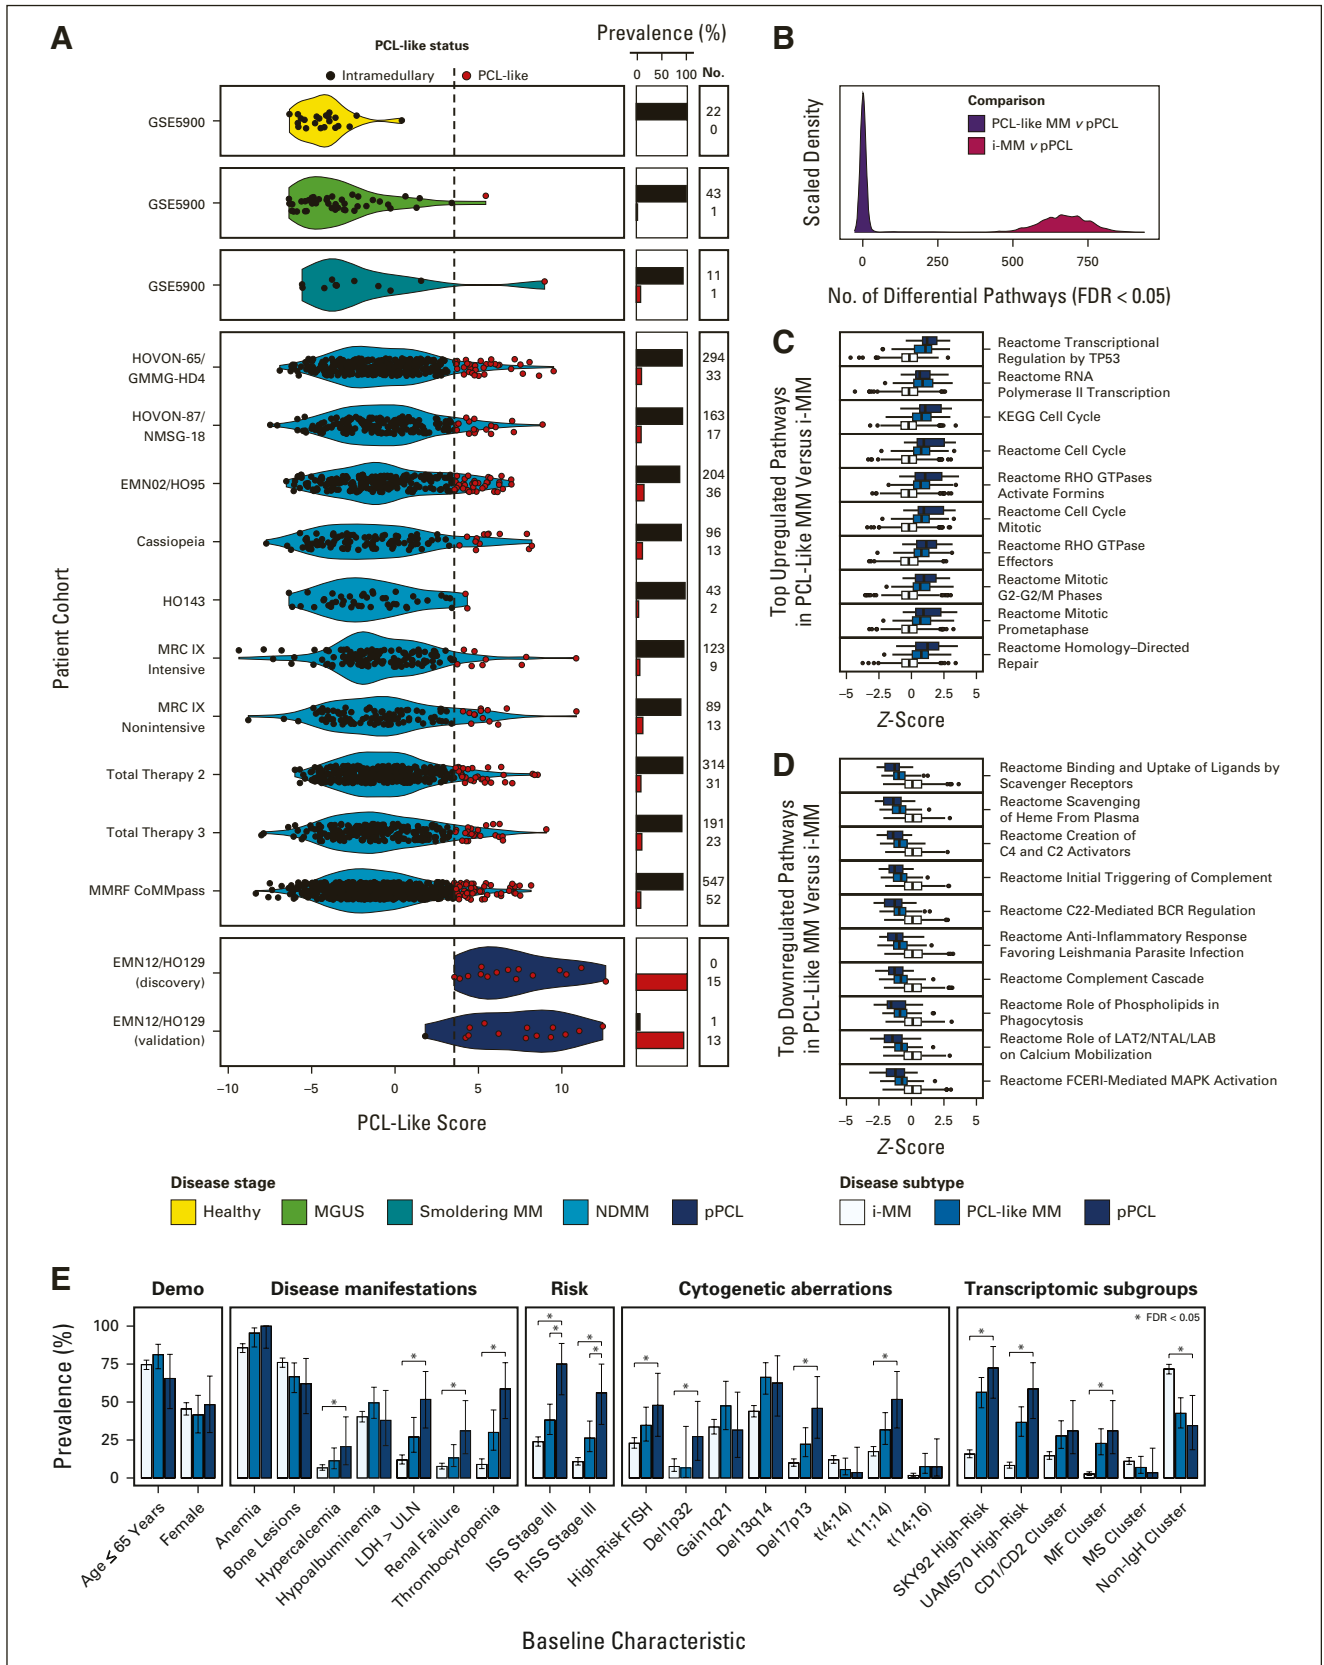 A
PCL-like status
Intramedullary
PCL-like
Prevalence (%)
0 50 100 No.
GSE5900
22
0
GSE5900
43
1
GSE5900
11
1
HOVON-65/
GMMG-HD4
294
33
HOVON-87/
NMSG-18
163
17
EMN02/HO95
204
36
Cassiopeia
96
13
HO143
43
2
MRC IX
Intensive
123
9
MRC IX
Nonintensive
89
13
Total Therapy 2
314
31
Total Therapy 3
191
23
MMRF CoMMpass
547
52
EMN12/HO129
(discovery)
0
15
EMN12/HO129
(validation)
1
13
Patient Cohort
−10 −5 0 5 10
PCL-Like Score
Disease stage
Healthy
MGUS
Smoldering MM
NDMM
pPCL
B
Comparison
PCL-like MM v pPCL
i-MM v pPCL
Scaled Density
0 250 500 750
No. of Differential Pathways (FDR < 0.05)
C
Top Upregulated Pathways
in PCL-Like MM Versus i-MM
Reactome Transcriptional
Regulation by TP53
Reactome RNA
Polymerase II Transcription
KEGG Cell Cycle
Reactome Cell Cycle
Reactome RHO GTPases
Activate Formins
Reactome Cell Cycle
Mitotic
Reactome RHO GTPase
Effectors
Reactome Mitotic
G2-G2/M Phases
Reactome Mitotic
Prometaphase
Reactome Homology–Directed
Repair
−5 −2.5 0 2.5 5
Z-Score
D
Top Downregulated Pathways
in PCL-Like MM Versus i-MM
Reactome Binding and Uptake of Ligands by
Scavenger Receptors
Reactome Scavenging
of Heme From Plasma
Reactome Creation of
C4 and C2 Activators
Reactome Initial Triggering of Complement
Reactome C22-Mediated BCR Regulation
Reactome Anti-Inflammatory Response
Favoring Leishmania Parasite Infection
Reactome Complement Cascade
Reactome Role of Phospholipids in
Phagocytosis
Reactome Role of LAT2/NTAL/LAB
on Calcium Mobilization
Reactome FCERI-Mediated MAPK Activation
−5 −2.5 0 2.5 5
Z-Score
Disease subtype
i-MM
PCL-like MM
pPCL
E
Demo
Disease manifestations
Risk
Cytogenetic aberrations
Transcriptomic subgroups
* FDR < 0.05
Prevalence (%)
100
75
50
25
0
* * * * * * * * * * * * * * * * *
Age ≤ 65 Years
Female
Anemia
Bone Lesions
Hypercalcemia
Hypoalbuminemia
LDH > ULN
Renal Failure
Thrombocytopenia
ISS Stage III
R-ISS Stage III
High-Risk FISH
Del1p32
Gain1q21
Del13q14
Del17p13
t(4;14)
t(11;14)
t(14;16)
SKY92 High-Risk
UAMS70 High-Risk
CD1/CD2 Cluster
MF Cluster
MS Cluster
Non-IgH Cluster
Baseline Characteristic